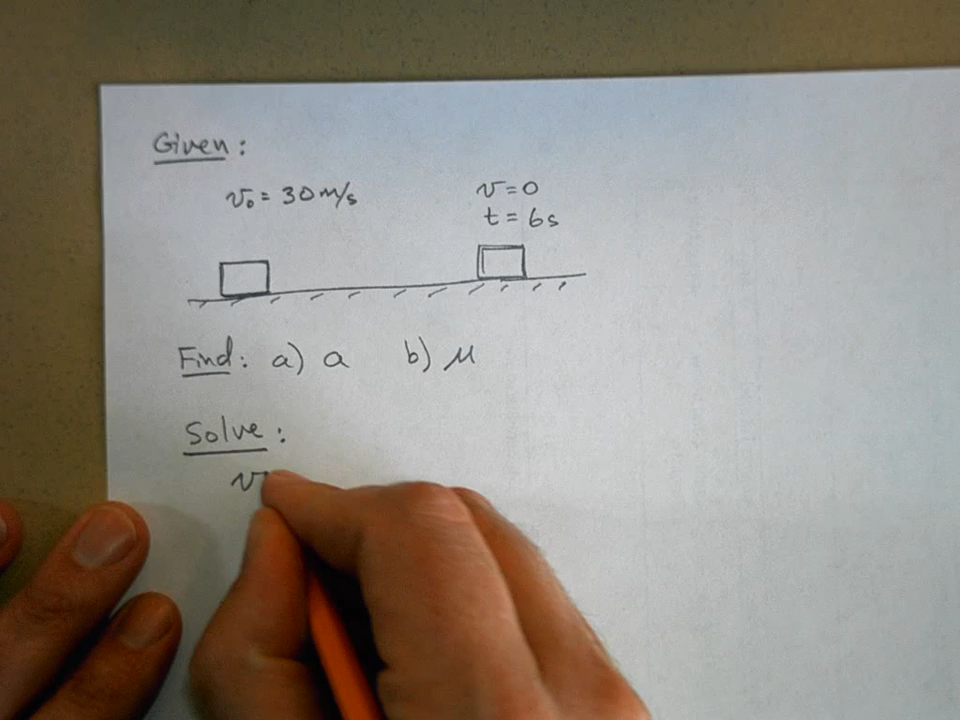 Given:
v₀ = 30 m/s
v = 0
t = 6s
Find: a) a b) μ
Solve:
v